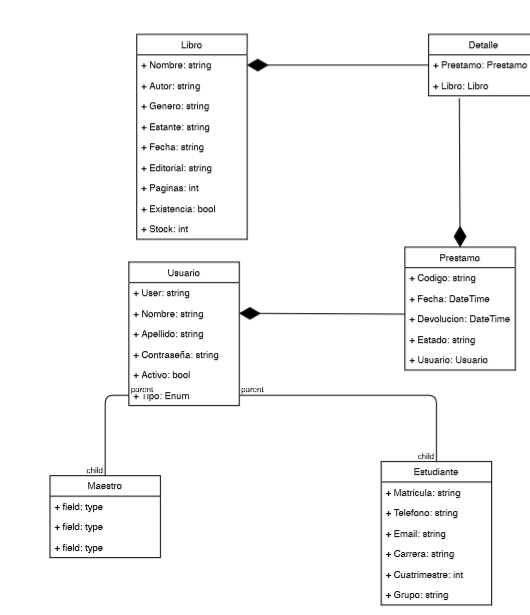 Libro
+ Nombre: string
+ Autor: string
+ Genero: string
+ Estante: string
+ Fecha: string
+ Editorial: string
+ Paginas: int
+ Existencia: bool
+ Stock: int
Detalle
+ Prestamo: Prestamo
+ Libro: Libro
Prestamo
+ Codigo: string
+ Fecha: DateTime
+ Devolucion: DateTime
+ Estado: string
+ Usuario: Usuario
Usuario
+ User: string
+ Nombre: string
+ Apellido: string
+ Contraseña: string
+ Activo: bool
parent
+ Tipo: Enum
parent
child
Maestro
+ field: type
+ field: type
+ field: type
child
Estudiante
+ Matricula: string
+ Telefono: string
+ Email: string
+ Carrera: string
+ Cuatrimestre: int
+ Grupo: string